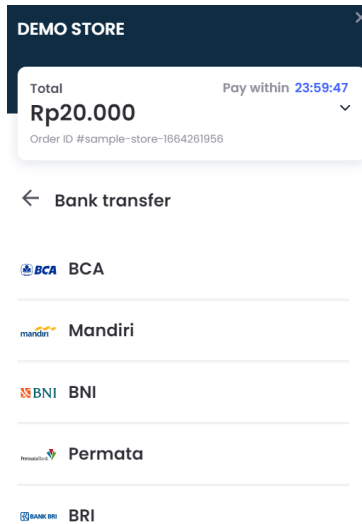 DEMO STORE
Total Pay within 23:59:47
Rp20.000
Order ID #sample-store-1664261956
Bank transfer
BCA BCA
mandiri Mandiri
BNI BNI
PermataBank Permata
BANK BRI BRI